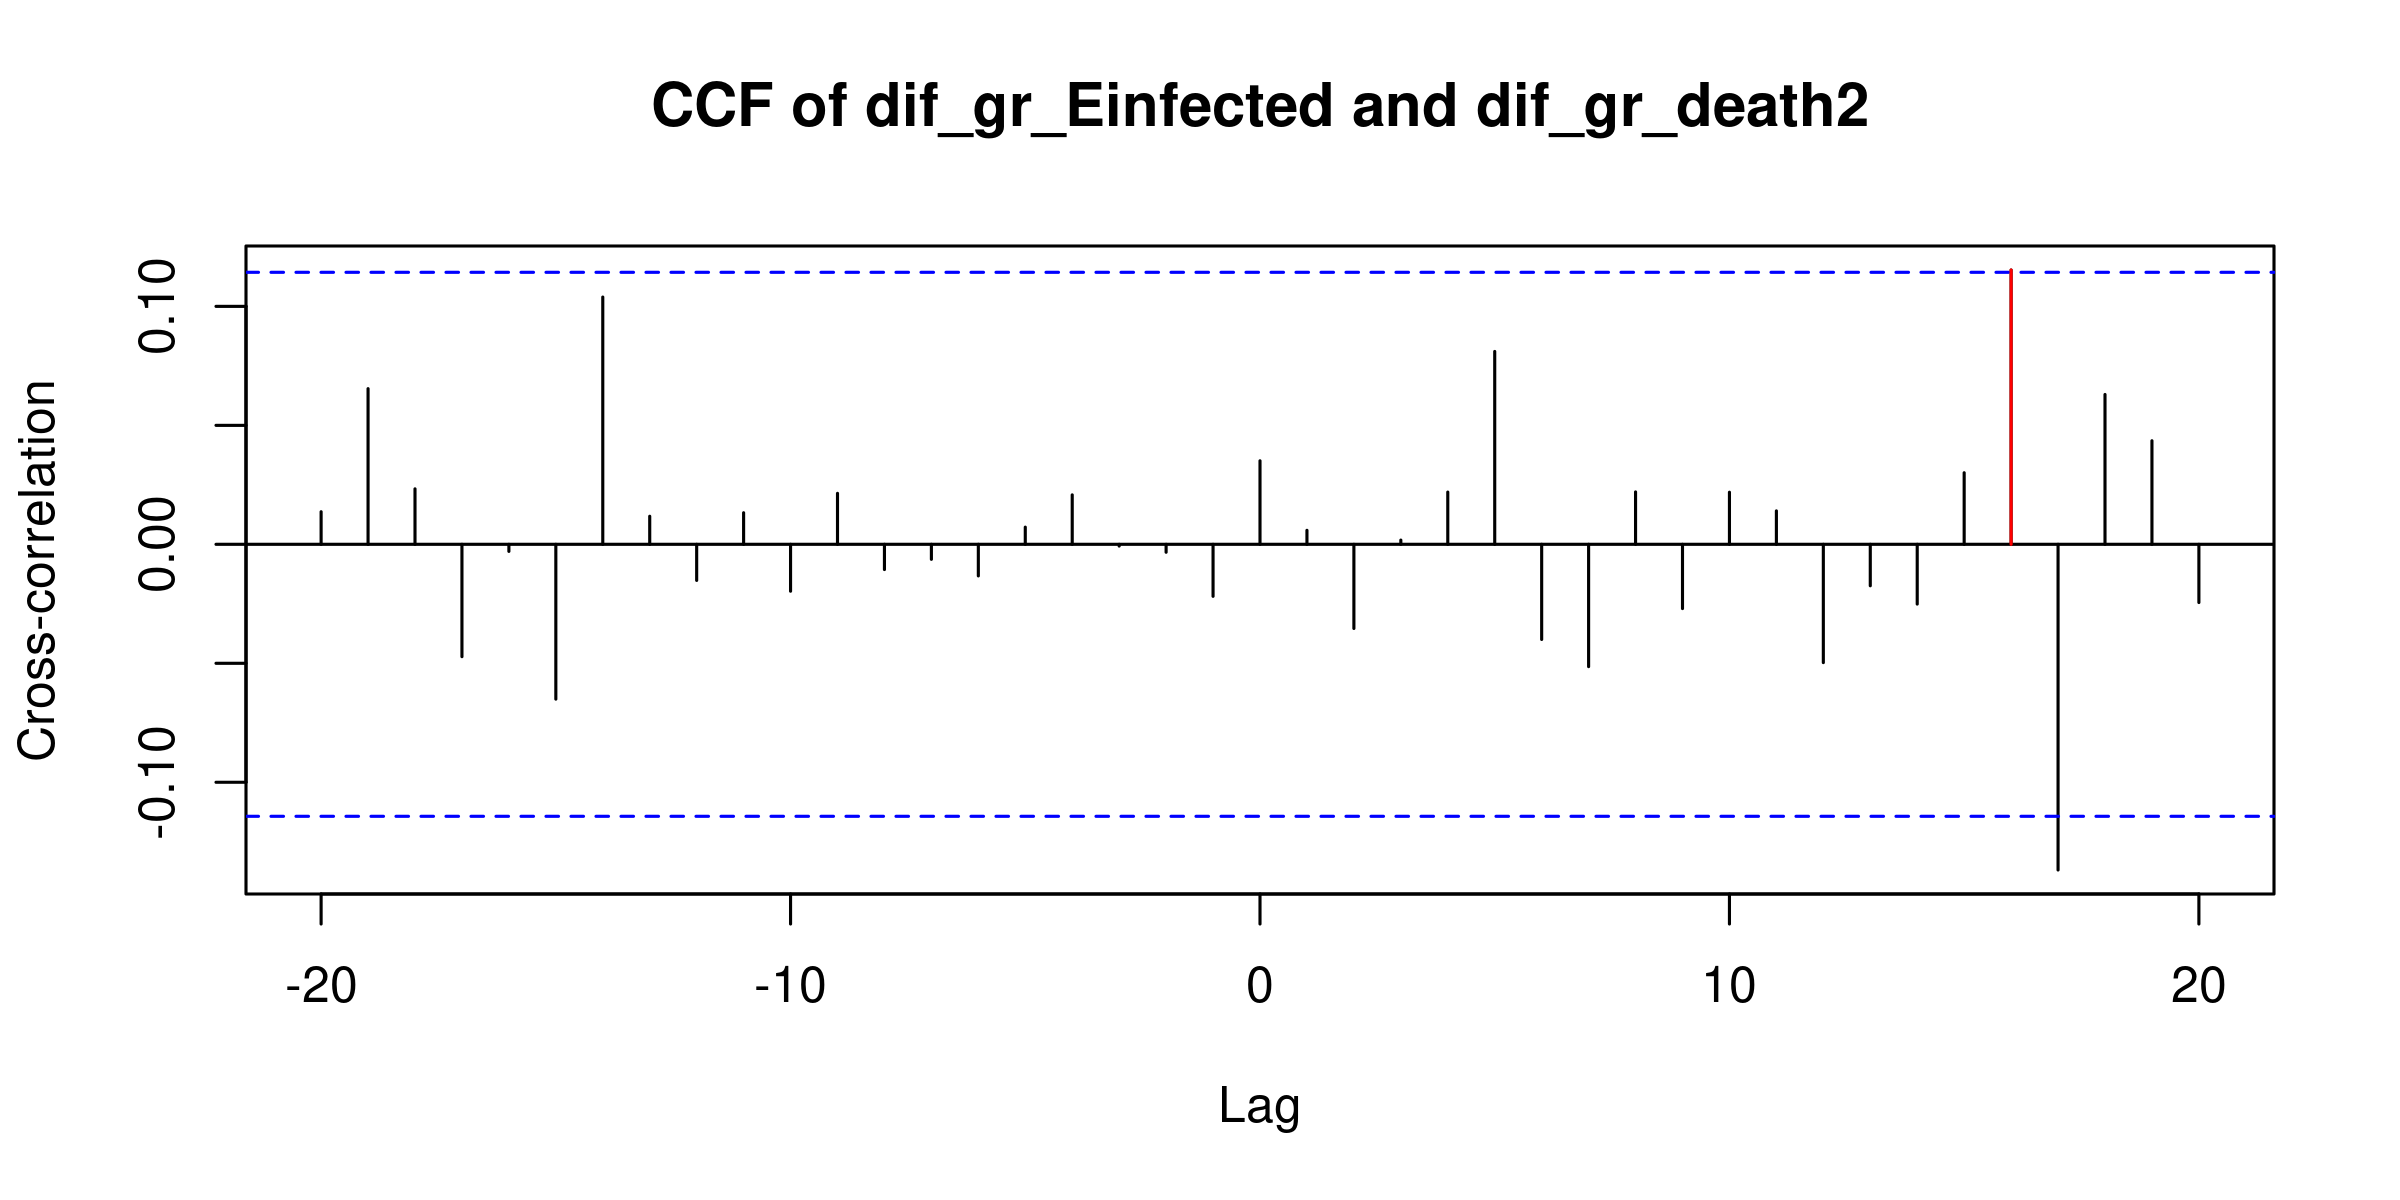 CCF of dif_gr_Einfected and dif_gr_death2
Cross-correlation
0.10
0.00
-0.10
-20 -10 0 10 20
Lag